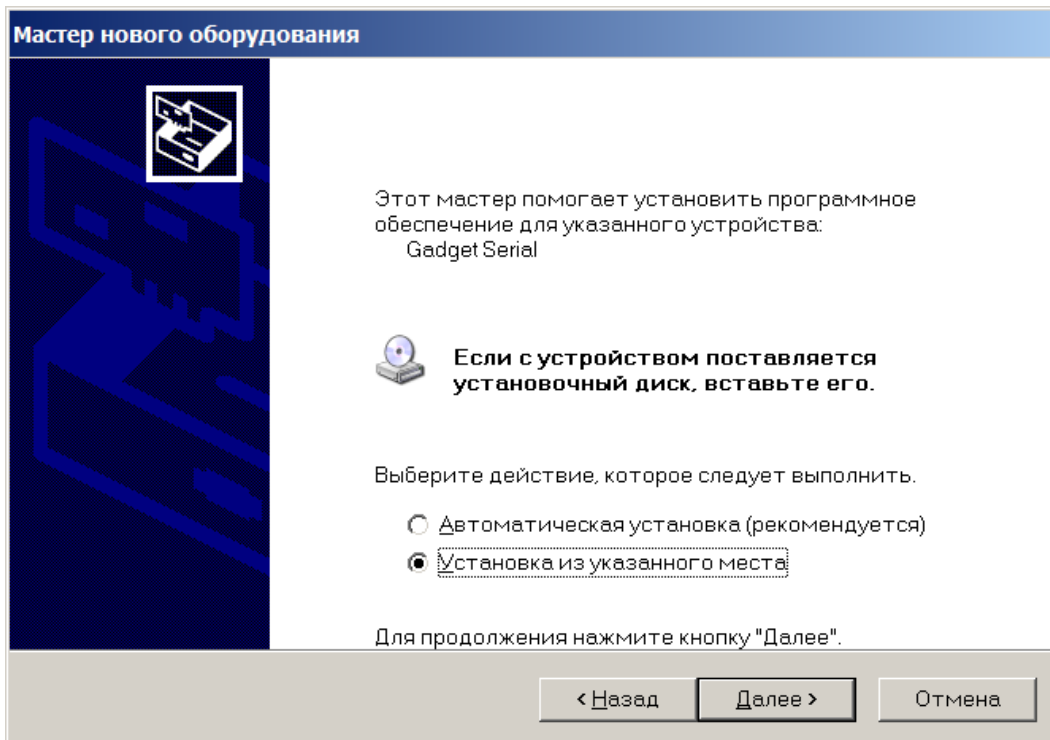 Мастер нового оборудования
Этот мастер помогает установить программное
обеспечение для указанного устройства:
Gadget Serial
Если с устройством поставляется
установочный диск, вставьте его.
Выберите действие, которое следует выполнить.
Автоматическая установка (рекомендуется)
Установка из указанного места
Для продолжения нажмите кнопку "Далее".
< Назад
Далее >
Отмена